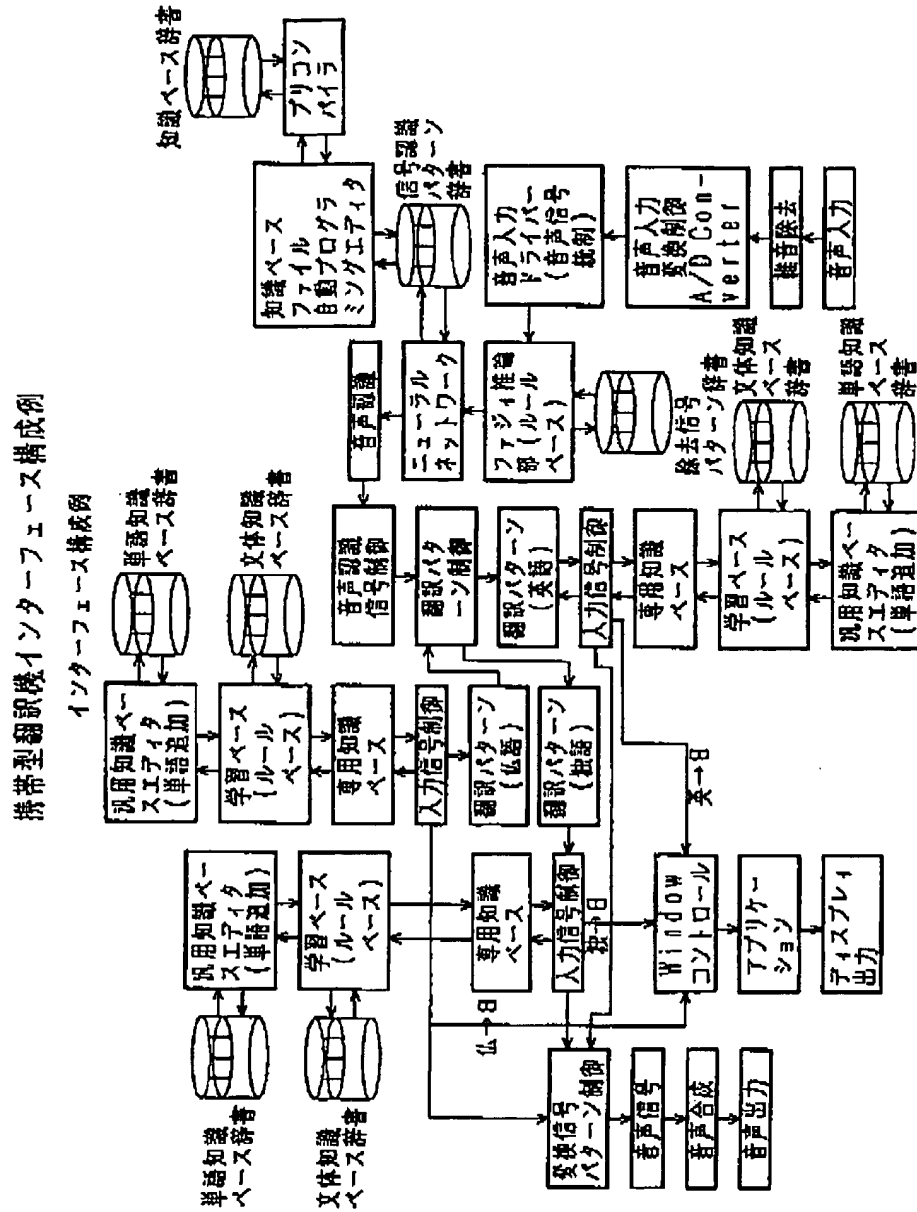 携帯型翻訳機インターフェース構成例
インターフェース構成例
知識ベース辞書
プリコン
パイラ
知識ベース
ファイル
自動プログラ
ミングエディタ
信号認識
パターン
辞書
音声認識
ニューラル
ネットワーク
音声入力
ドライバー
(音声信号
統制)
ファジィ推論
部(ルール
ベース)
除去信号
パターン辞書
音声入力
変換制御
A/D Con-
verter
雑音除去
音声入力
単語知識
ベース辞書
文体知識
ベース辞書
汎用知識ベー
スエディタ
(単語追加)
学習ベース
(ルール
ベース)
専用知識
ベース
入力信号制御
翻訳パターン
(仏語)
音声認識
信号制御
翻訳パタ
ーン制御
翻訳パターン
(英語)
入力信号制御
専用知識
ベース
学習ベース
(ルール
ベース)
汎用知識ベー
スエディタ
(単語追加)
文体知識
ベース
辞書
単語知識
ベース
辞書
翻訳パターン
(独語)
単語知識
ベース辞書
文体知識
ベース辞書
汎用知識ベー
スエディタ
(単語追加)
学習ベース
(ルール
ベース)
専用知識
ベース
入力信号制御
仏→日
独→日
英→日
変換信号
パターン制御
音声信号
音声合成
音声出力
Window
コントロール
アプリケー
ション
ディスプレイ
出力